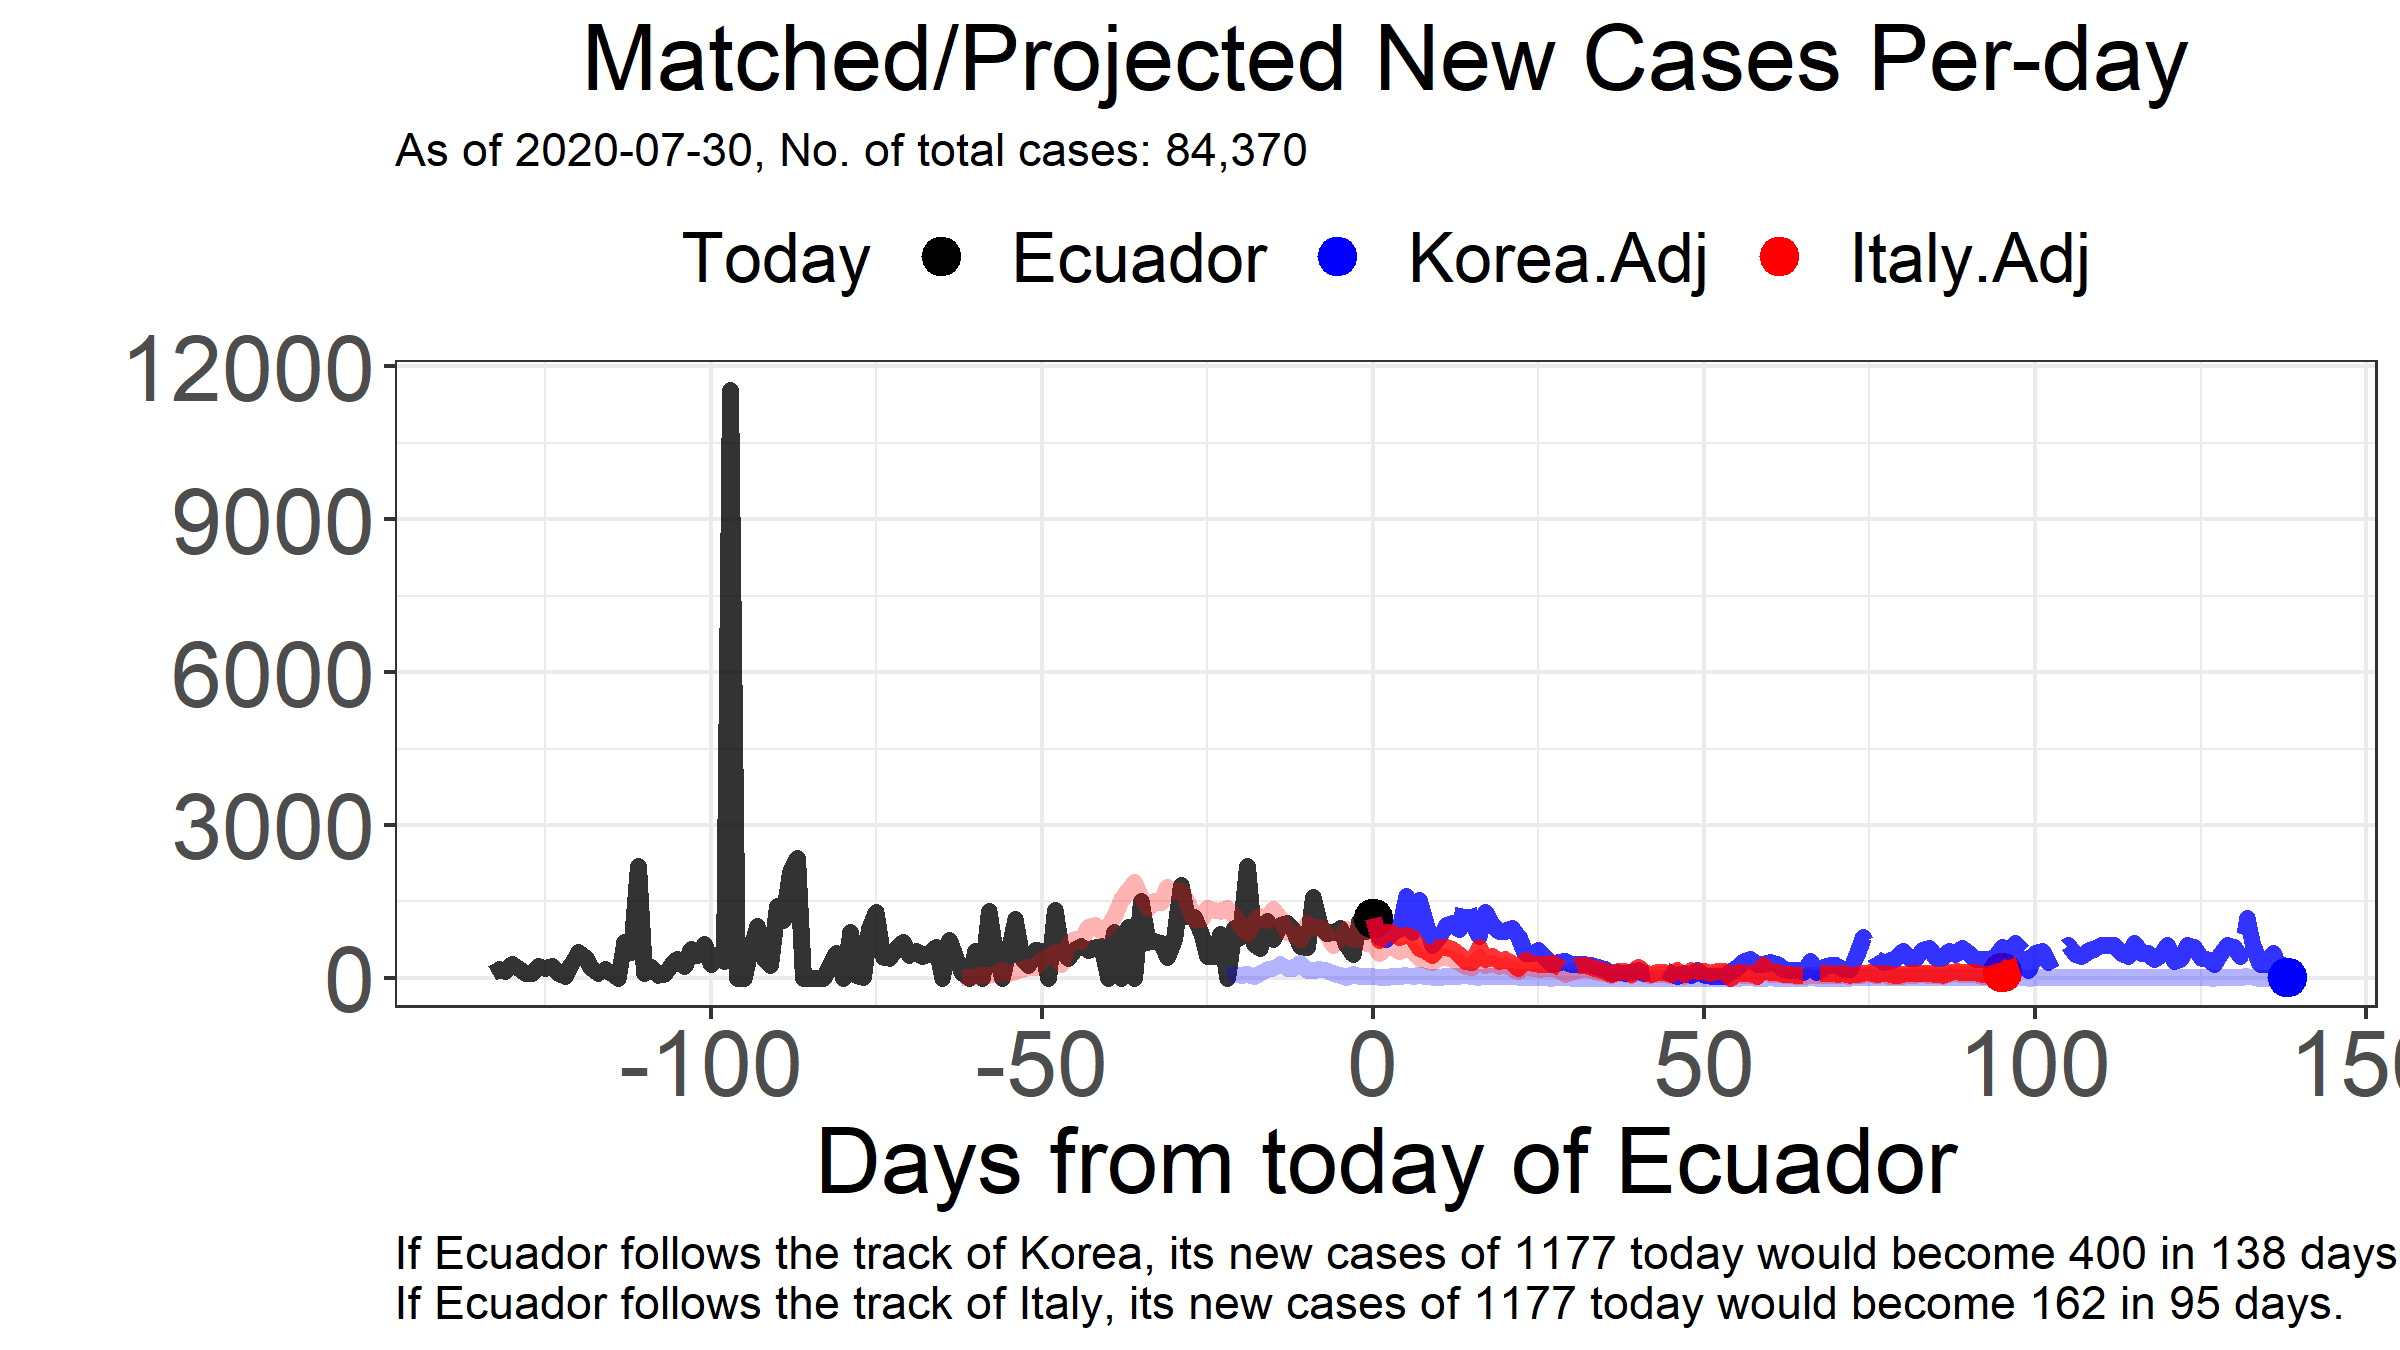 Matched/Projected New Cases Per-day
As of 2020-07-30, No. of total cases: 84,370
Today Ecuador Korea.Adj Italy.Adj
12000
9000
6000
3000
0
-100 -50 0 50 100 150
Days from today of Ecuador
If Ecuador follows the track of Korea, its new cases of 1177 today would become 400 in 138 days
If Ecuador follows the track of Italy, its new cases of 1177 today would become 162 in 95 days.